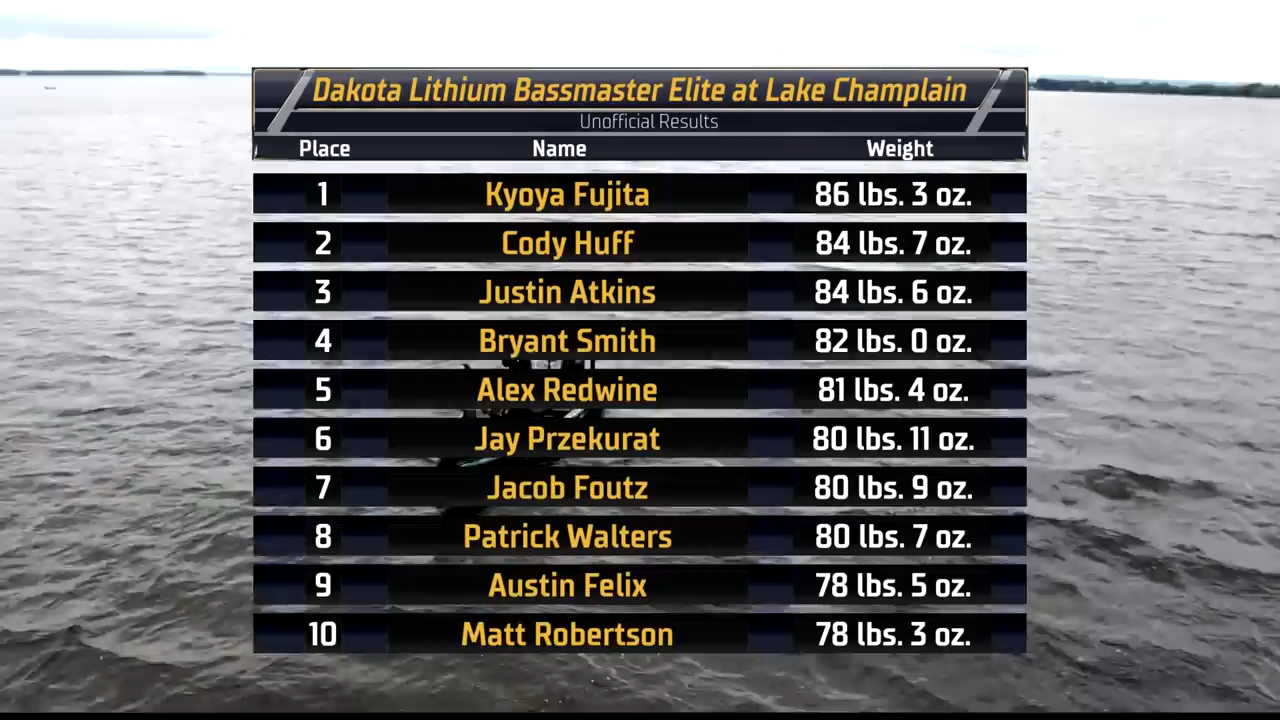 Dakota Lithium Bassmaster Elite at Lake Champlain
Unofficial Results
Place Name Weight
1 Kyoya Fujita 86 lbs. 3 oz.
2 Cody Huff 84 lbs. 7 oz.
3 Justin Atkins 84 lbs. 6 oz.
4 Bryant Smith 82 lbs. 0 oz.
5 Alex Redwine 81 lbs. 4 oz.
6 Jay Przekurat 80 lbs. 11 oz.
7 Jacob Foutz 80 lbs. 9 oz.
8 Patrick Walters 80 lbs. 7 oz.
9 Austin Felix 78 lbs. 5 oz.
10 Matt Robertson 78 lbs. 3 oz.